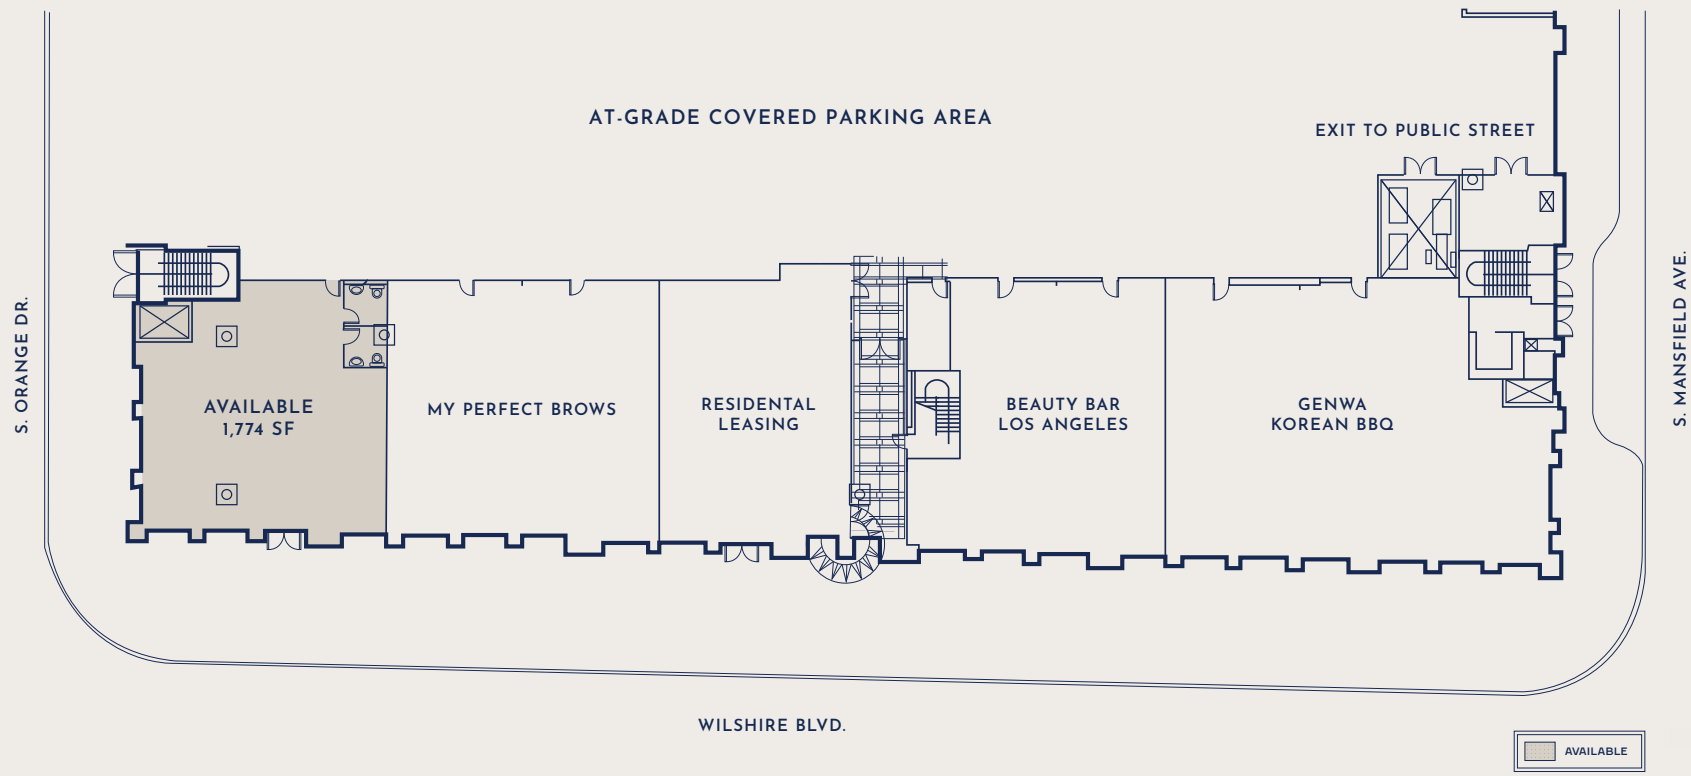 AT-GRADE COVERED PARKING AREA
EXIT TO PUBLIC STREET
S. ORANGE DR.
S. MANSFIELD AVE.
AVAILABLE
1,774 SF
MY PERFECT BROWS
RESIDENTAL
LEASING
BEAUTY BAR
LOS ANGELES
GENWA
KOREAN BBQ
WILSHIRE BLVD.
AVAILABLE